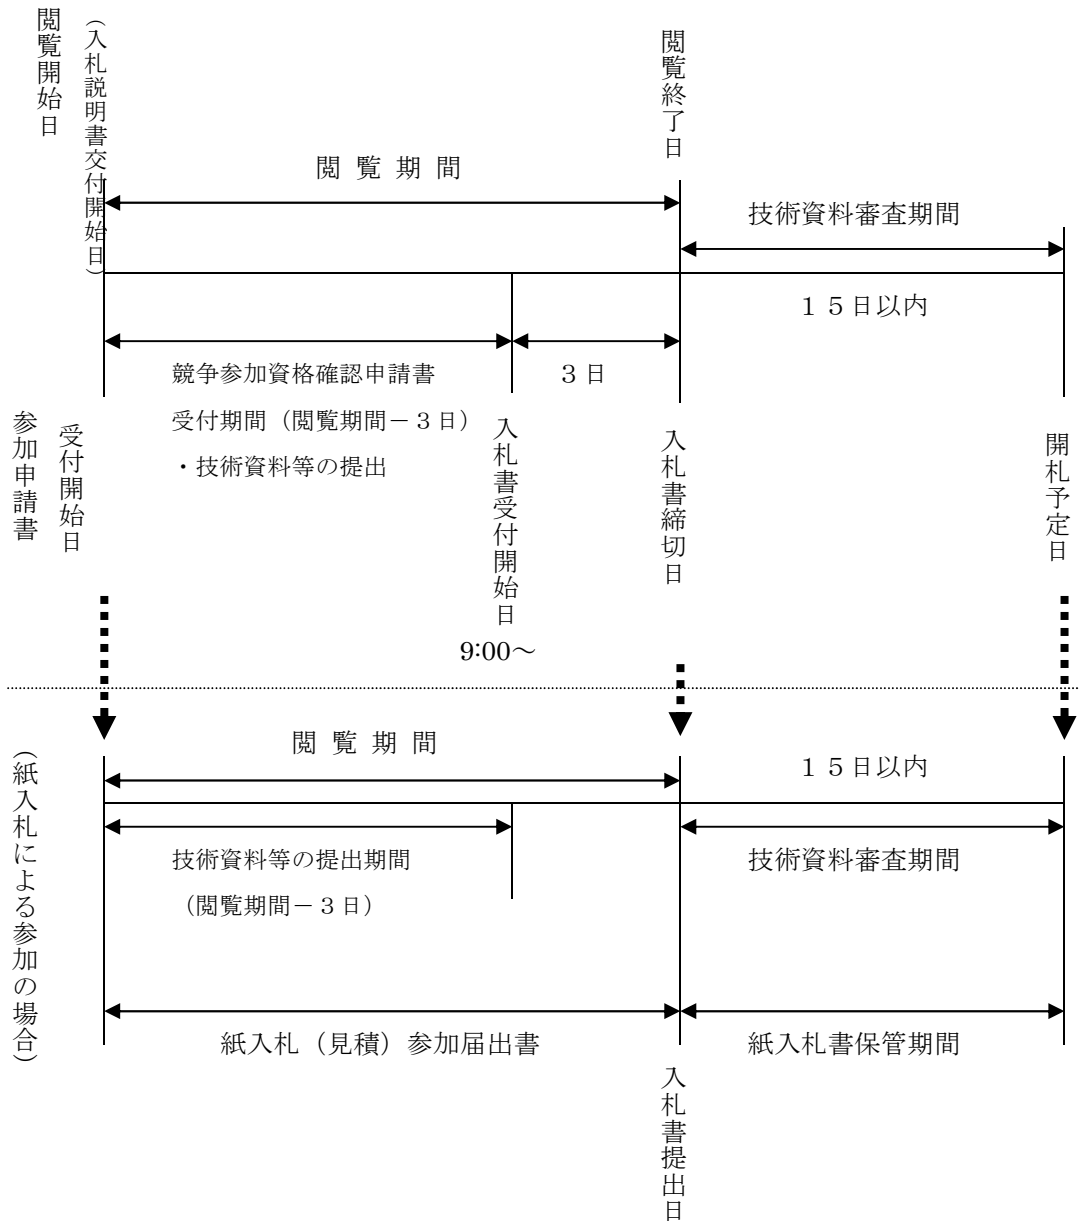 閲覧開始日
（入札説明書交付開始日）
閲覧終了日
閲 覧 期 間
技術資料審査期間
１５日以内
競争参加資格確認申請書
受付期間（閲覧期間－３日）
・技術資料等の提出
３日
参加申請書
受付開始日
入札書受付開始日
9:00～
入札書締切日
開札予定日
（紙入札による参加の場合）
閲 覧 期 間
１５日以内
技術資料等の提出期間
（閲覧期間－３日）
技術資料審査期間
紙入札（見積）参加届出書
紙入札書保管期間
入札書提出日